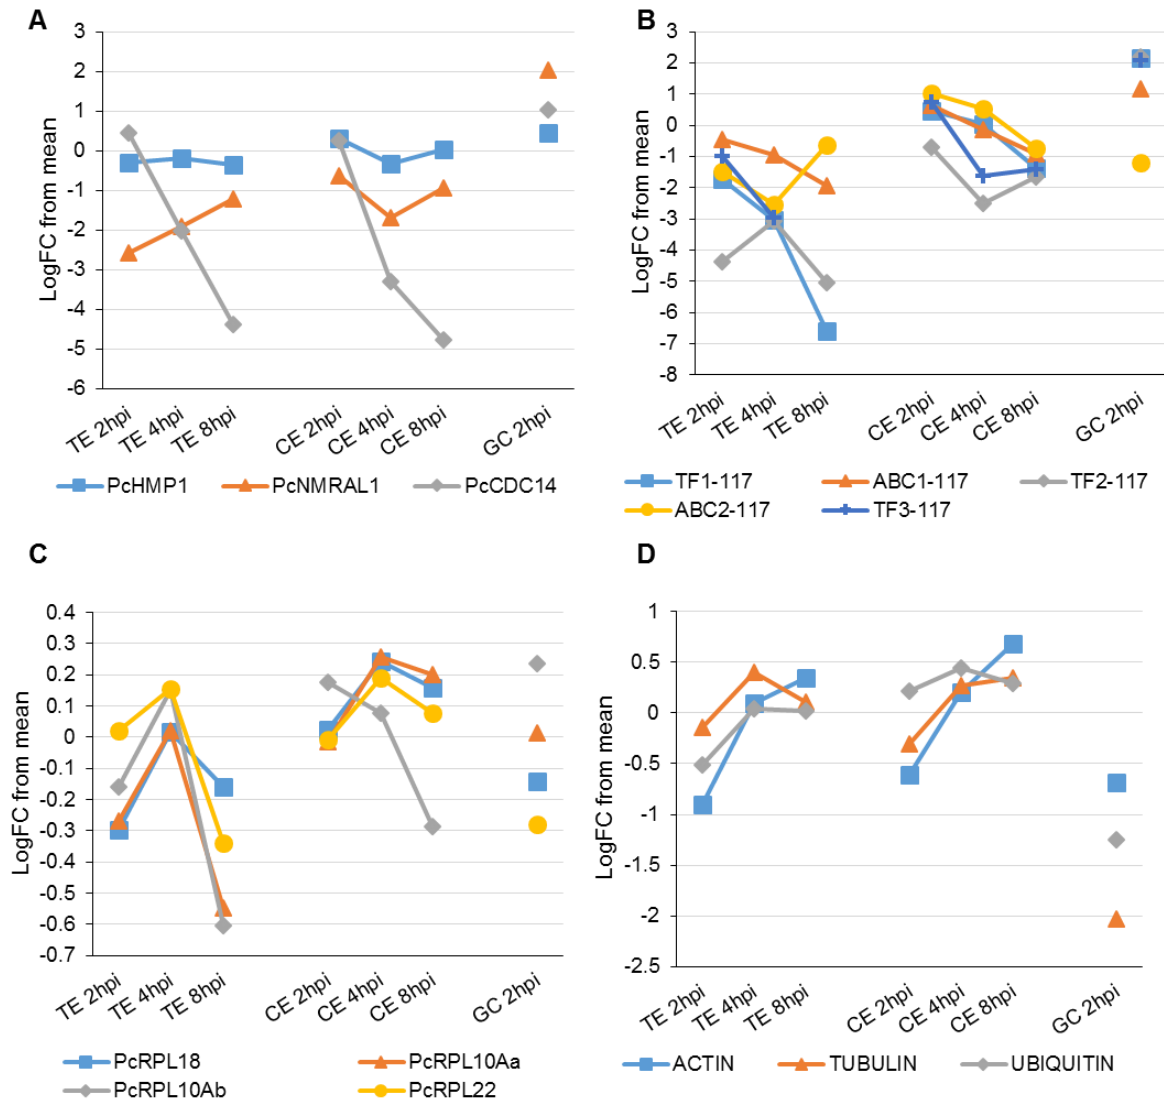 A
LogFC from mean
3
2
1
0
-1
-2
-3
-4
-5
-6
TE 2hpi
TE 4hpi
TE 8hpi
CE 2hpi
CE 4hpi
CE 8hpi
GC 2hpi
PcHMP1 PcNMRAL1 PcCDC14
B
LogFC from mean
3
2
1
0
-1
-2
-3
-4
-5
-6
-7
-8
TE 2hpi
TE 4hpi
TE 8hpi
CE 2hpi
CE 4hpi
CE 8hpi
GC 2hpi
TF1-117 ABC1-117 TF2-117
ABC2-117 TF3-117
C
LogFC from mean
0.4
0.3
0.2
0.1
0
-0.1
-0.2
-0.3
-0.4
-0.5
-0.6
-0.7
TE 2hpi
TE 4hpi
TE 8hpi
CE 2hpi
CE 4hpi
CE 8hpi
GC 2hpi
PcRPL18 PcRPL10Aa
PcRPL10Ab PcRPL22
D
LogFC from mean
1
0.5
0
-0.5
-1
-1.5
-2
-2.5
TE 2hpi
TE 4hpi
TE 8hpi
CE 2hpi
CE 4hpi
CE 8hpi
GC 2hpi
ACTIN TUBULIN UBIQUITIN